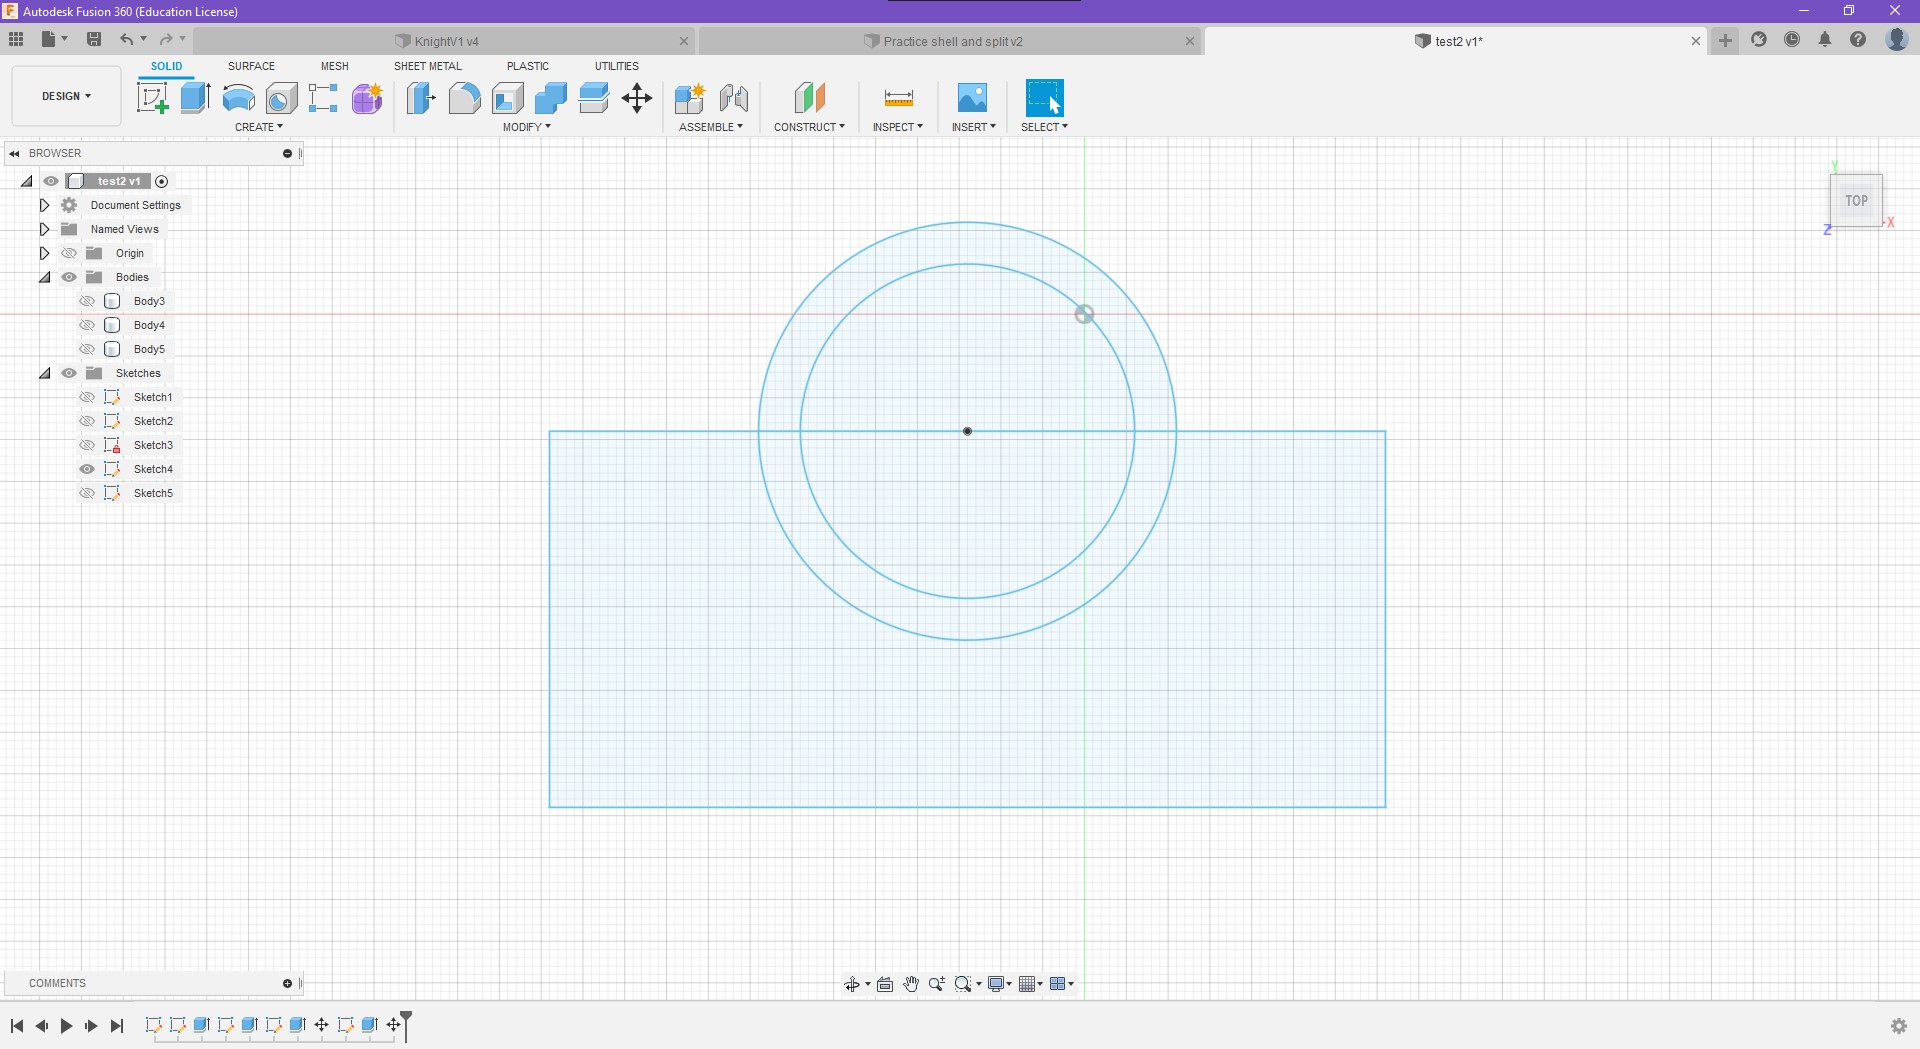 Autodesk Fusion 360 (Education License)
KnightV1 v4
Practice shell and split v2
test2 v1*
DESIGN
SOLID
SURFACE
MESH
SHEET METAL
PLASTIC
UTILITIES
CREATE
MODIFY
ASSEMBLE
CONSTRUCT
INSPECT
INSERT
SELECT
BROWSER
test2 v1
Document Settings
Named Views
Origin
Bodies
Body3
Body4
Body5
Sketches
Sketch1
Sketch2
Sketch3
Sketch4
Sketch5
Y
TOP
X
Z
COMMENTS